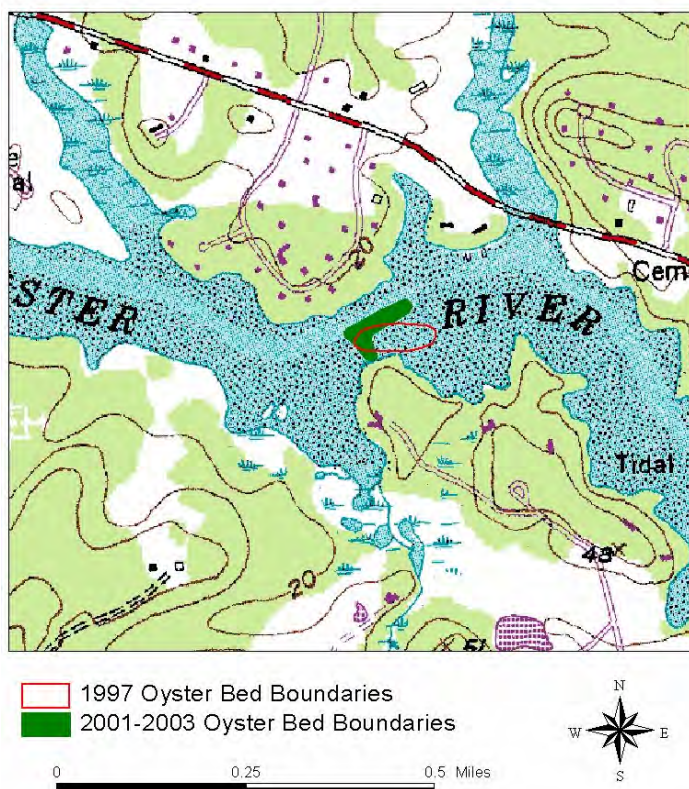 e
al
20
Cem
STER
RIVER
Tidal
20
43
51
1997 Oyster Bed Boundaries
2001-2003 Oyster Bed Boundaries
N
W E
S
0 0.25 0.5 Miles